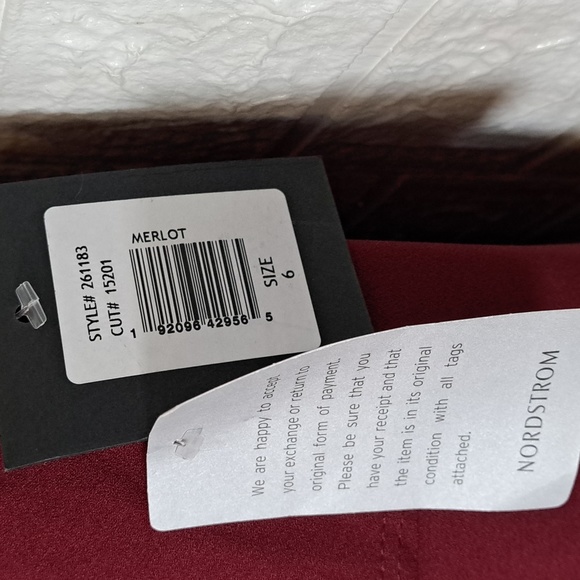 STYLE# 261183
CUT# 15201
MERLOT
1 92096 42956 5
SIZE
6
We are happy to accept
your exchange or return to
original form of payment.
Please be sure that you
have your receipt and that
the item is in its original
condition with all tags
attached.
NORDSTROM